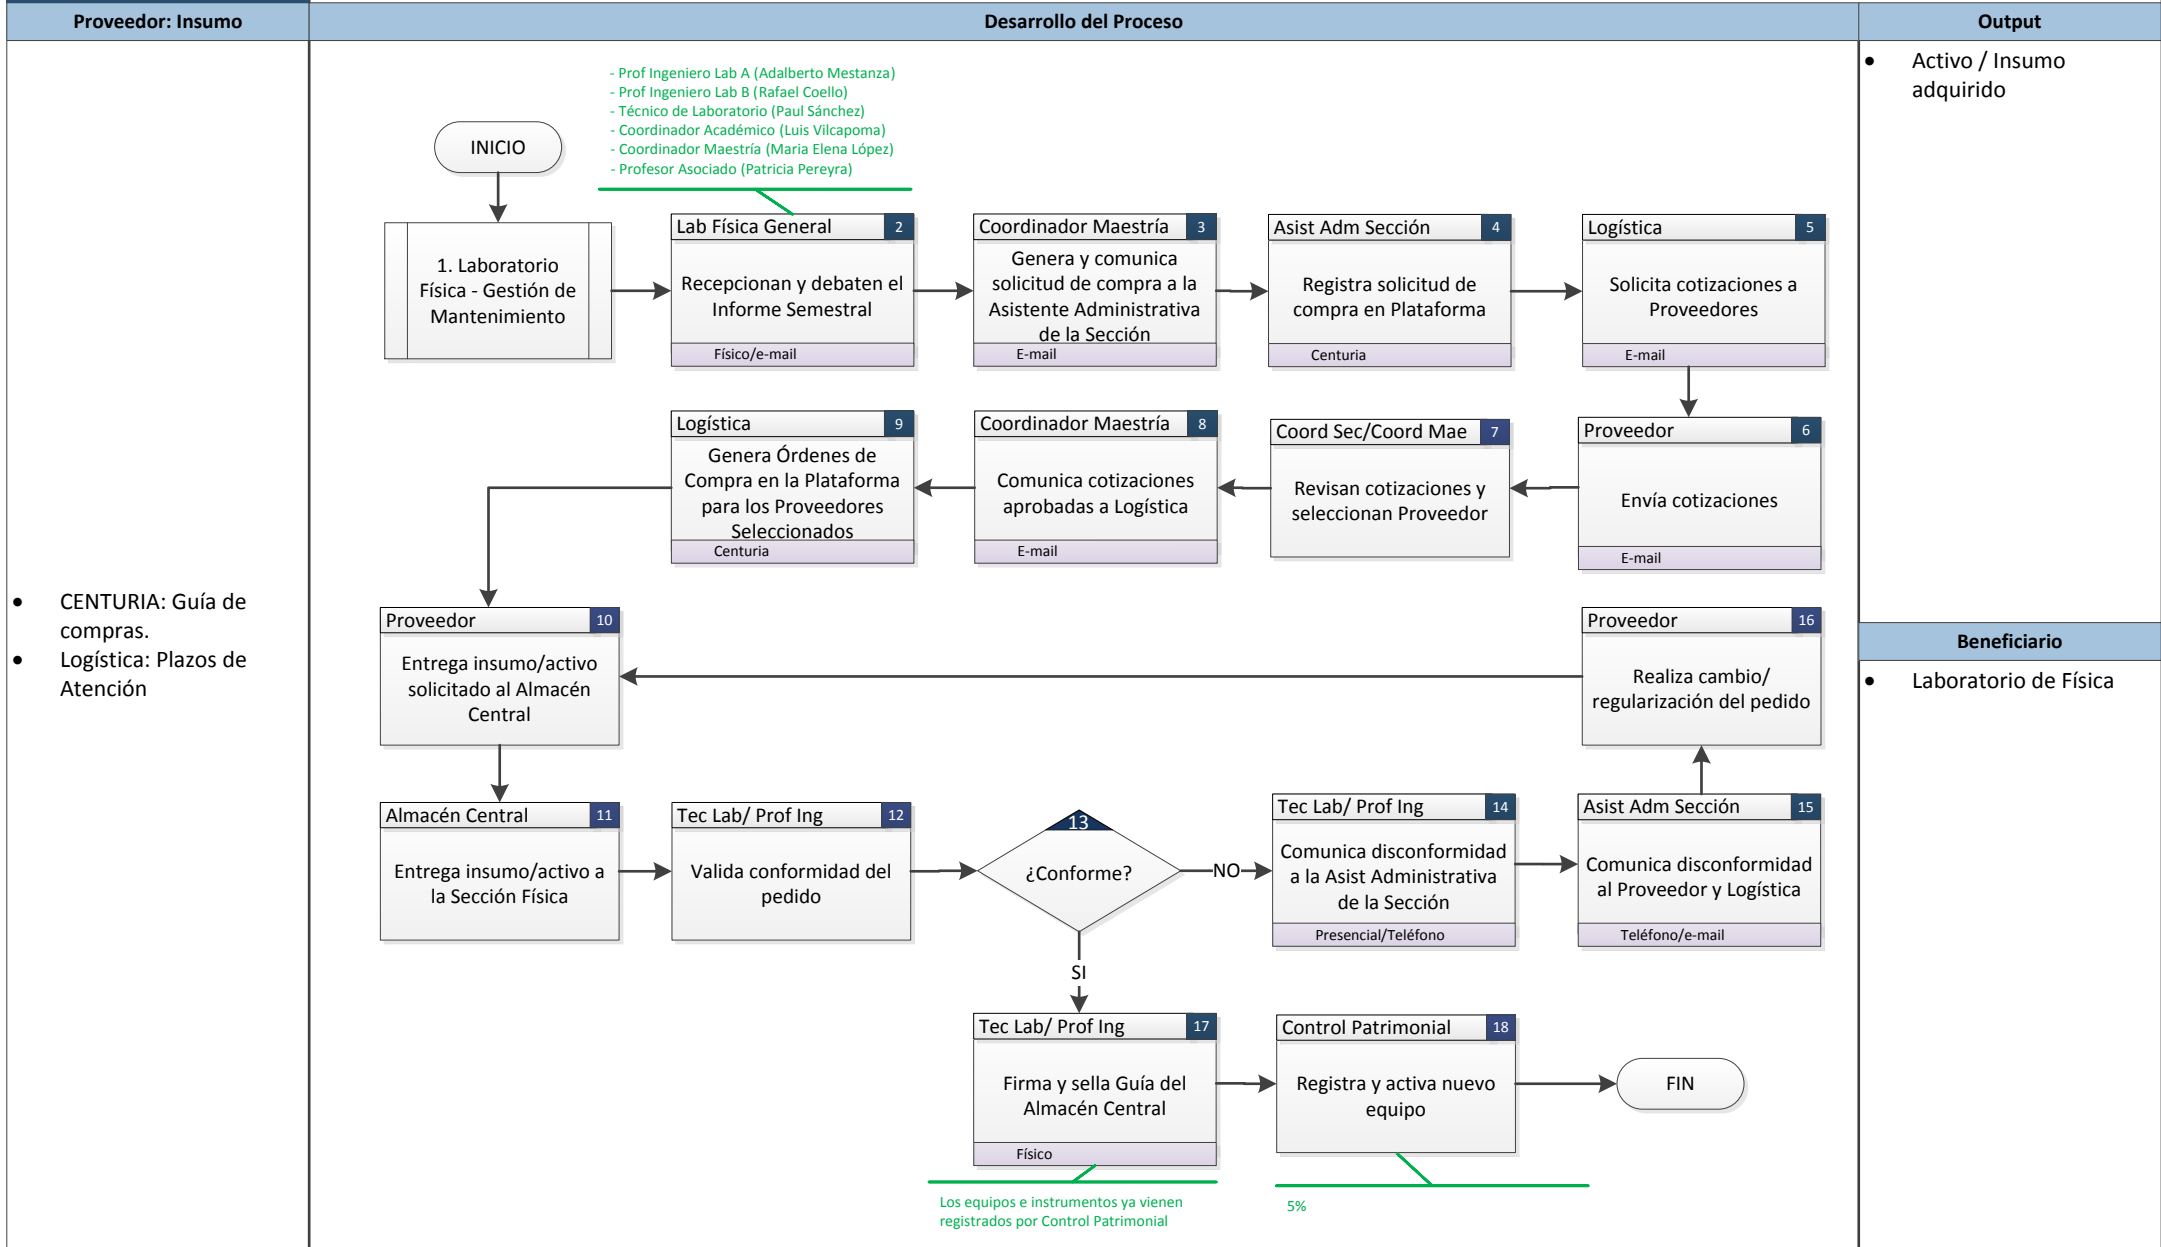 Proveedor: Insumo
Desarrollo del Proceso
Output
• Activo / Insumo
adquirido
- Prof Ingeniero Lab A (Adalberto Mestanza)
- Prof Ingeniero Lab B (Rafael Coello)
- Técnico de Laboratorio (Paul Sánchez)
- Coordinador Académico (Luis Vilcapoma)
- Coordinador Maestría (Maria Elena López)
- Profesor Asociado (Patricia Pereyra)
INICIO
1. Laboratorio
Física - Gestión de
Mantenimiento
Lab Física General
2
Recepcionan y debaten el
Informe Semestral
Físico/e-mail
Coordinador Maestría
3
Genera y comunica
solicitud de compra a la
Asistente Administrativa
de la Sección
E-mail
Asist Adm Sección
4
Registra solicitud de
compra en Plataforma
Centuria
Logística
5
Solicita cotizaciones a
Proveedores
E-mail
Proveedor
6
Envía cotizaciones
E-mail
Coord Sec/Coord Mae
7
Revisan cotizaciones y
seleccionan Proveedor
Coordinador Maestría
8
Comunica cotizaciones
aprobadas a Logística
E-mail
Logística
9
Genera Órdenes de
Compra en la Plataforma
para los Proveedores
Seleccionados
Centuria
• CENTURIA: Guía de
compras.
• Logística: Plazos de
Atención
Proveedor
10
Entrega insumo/activo
solicitado al Almacén
Central
Proveedor
16
Realiza cambio/
regularización del pedido
Beneficiario
• Laboratorio de Física
Almacén Central
11
Entrega insumo/activo a
la Sección Física
Tec Lab/ Prof Ing
12
Valida conformidad del
pedido
13
¿Conforme?
NO
SI
Tec Lab/ Prof Ing
14
Comunica disconformidad
a la Asist Administrativa
de la Sección
Presencial/Teléfono
Asist Adm Sección
15
Comunica disconformidad
al Proveedor y Logística
Teléfono/e-mail
Tec Lab/ Prof Ing
17
Firma y sella Guía del
Almacén Central
Físico
Control Patrimonial
18
Registra y activa nuevo
equipo
FIN
Los equipos e instrumentos ya vienen
registrados por Control Patrimonial
5%